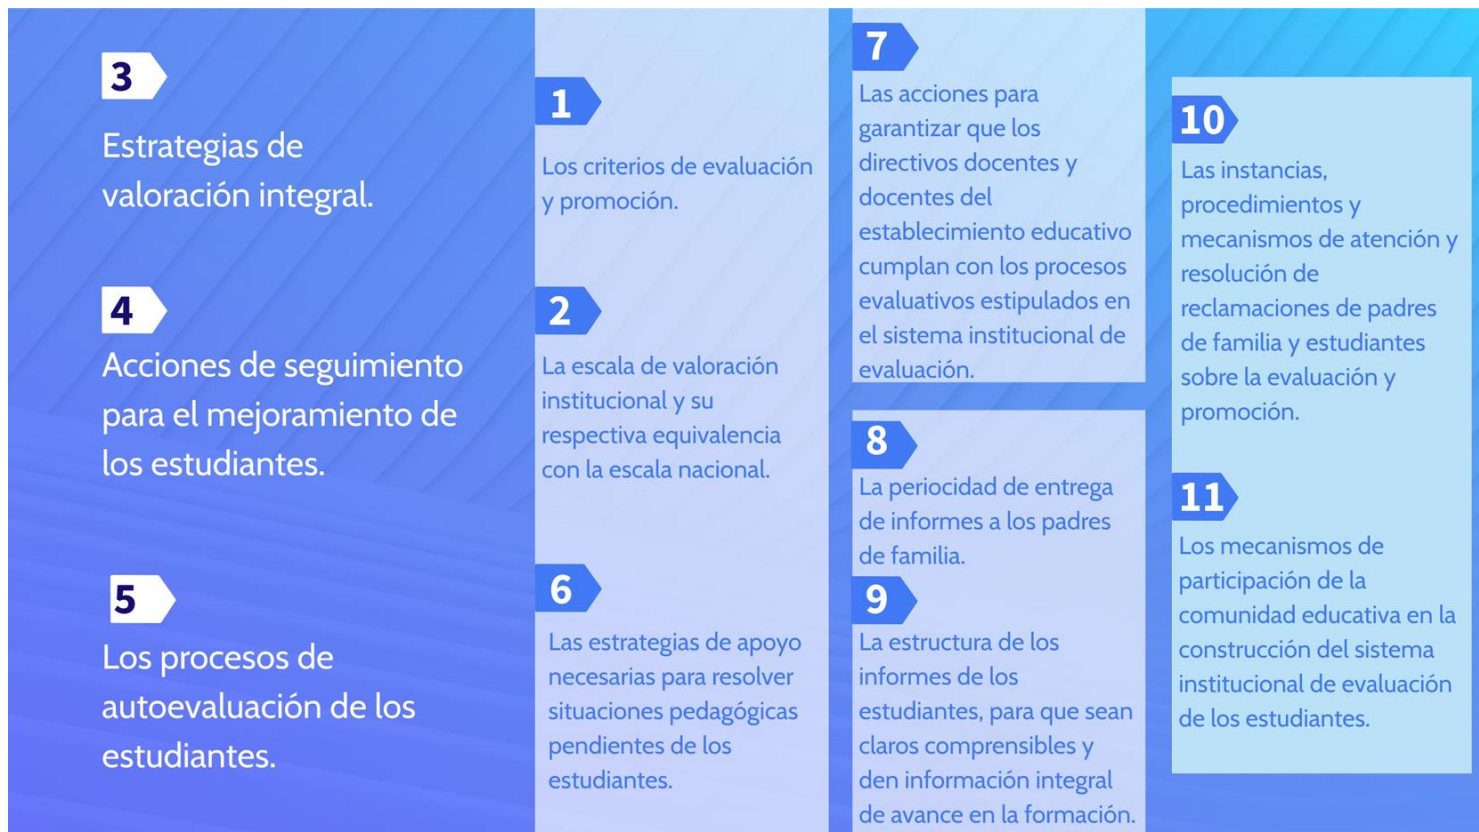 3
Estrategias de
valoración integral.
4
Acciones de seguimiento
para el mejoramiento de
los estudiantes.
5
Los procesos de
autoevaluación de los
estudiantes.
1
Los criterios de evaluación
y promoción.
2
La escala de valoración
institucional y su
respectiva equivalencia
con la escala nacional.
6
Las estrategias de apoyo
necesarias para resolver
situaciones pedagógicas
pendientes de los
estudiantes.
7
Las acciones para
garantizar que los
directivos docentes y
docentes del
establecimiento educativo
cumplan con los procesos
evaluativos estipulados en
el sistema institucional de
evaluación.
8
La periocidad de entrega
de informes a los padres
de familia.
9
La estructura de los
informes de los
estudiantes, para que sean
claros comprensibles y
den información integral
de avance en la formación.
10
Las instancias,
procedimientos y
mecanismos de atención y
resolución de
reclamaciones de padres
de familia y estudiantes
sobre la evaluación y
promoción.
11
Los mecanismos de
participación de la
comunidad educativa en la
construcción del sistema
institucional de evaluación
de los estudiantes.